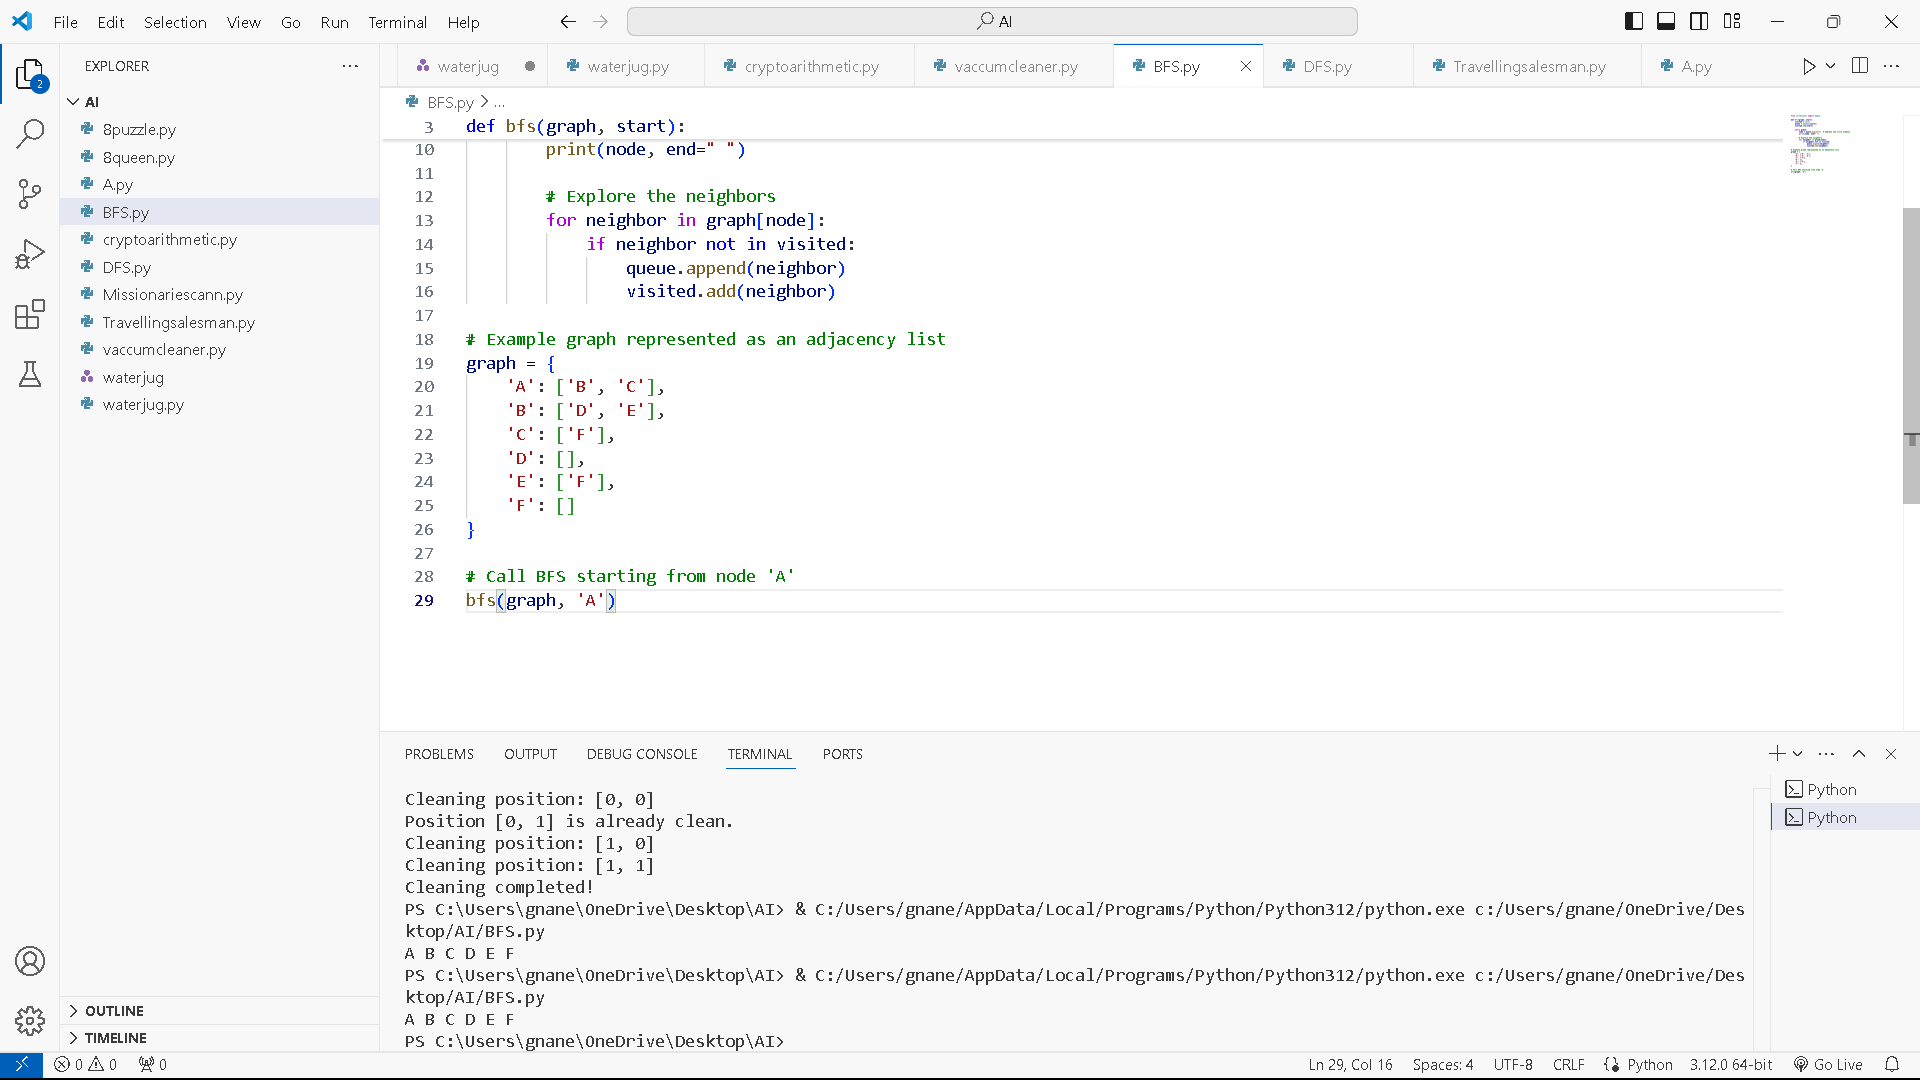 File Edit Selection View Go Run Terminal Help
AI
EXPLORER
waterjug
waterjug.py
cryptoarithmetic.py
vaccumcleaner.py
BFS.py
DFS.py
Travellingsalesman.py
A.py
AI
8puzzle.py
8queen.py
A.py
BFS.py
cryptoarithmetic.py
DFS.py
Missionariescann.py
Travellingsalesman.py
vaccumcleaner.py
waterjug
waterjug.py
OUTLINE
TIMELINE
2
BFS.py > ...
3 def bfs(graph, start):
10 print(node, end=" ")
11
12 # Explore the neighbors
13 for neighbor in graph[node]:
14 if neighbor not in visited:
15 queue.append(neighbor)
16 visited.add(neighbor)
17
18 # Example graph represented as an adjacency list
19 graph = {
20 'A': ['B', 'C'],
21 'B': ['D', 'E'],
22 'C': ['F'],
23 'D': [],
24 'E': ['F'],
25 'F': []
26 }
27
28 # Call BFS starting from node 'A'
29 bfs(graph, 'A')
PROBLEMS OUTPUT DEBUG CONSOLE TERMINAL PORTS
Cleaning position: [0, 0]
Position [0, 1] is already clean.
Cleaning position: [1, 0]
Cleaning position: [1, 1]
Cleaning completed!
PS C:\Users\gnane\OneDrive\Desktop\AI> & C:/Users/gnane/AppData/Local/Programs/Python/Python312/python.exe c:/Users/gnane/OneDrive/Des
ktop/AI/BFS.py
A B C D E F
PS C:\Users\gnane\OneDrive\Desktop\AI> & C:/Users/gnane/AppData/Local/Programs/Python/Python312/python.exe c:/Users/gnane/OneDrive/Des
ktop/AI/BFS.py
A B C D E F
PS C:\Users\gnane\OneDrive\Desktop\AI>
Python
Python
0 0 0
Ln 29, Col 16 Spaces: 4 UTF-8 CRLF Python 3.12.0 64-bit Go Live